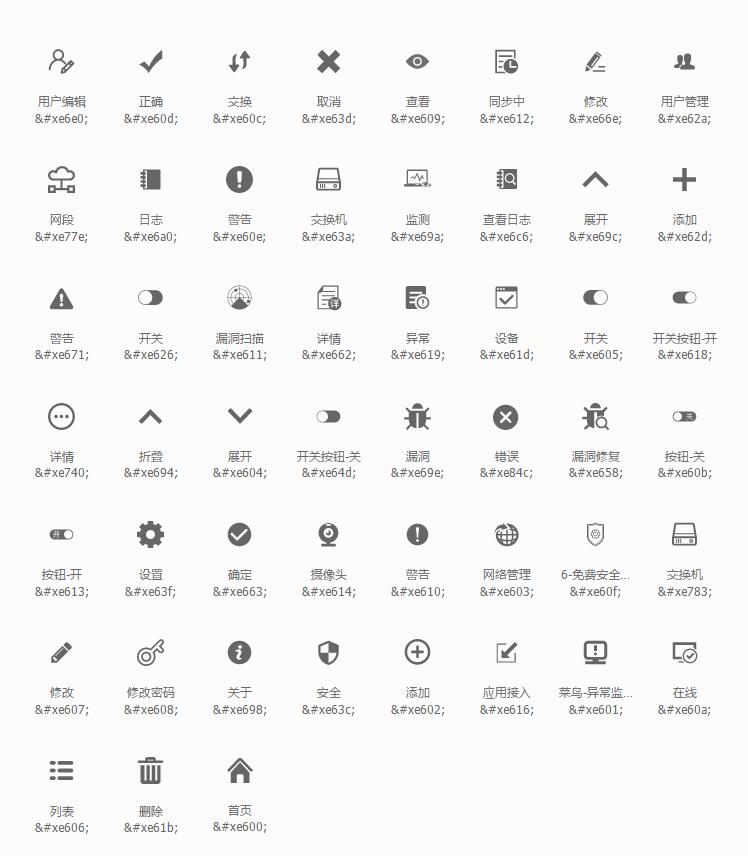 用户编辑 正确 交换 取消 查看 同步中 修改 用户管理
&#xe6e0; &#xe60d; &#xe60c; &#xe63d; &#xe609; &#xe612; &#xe66e; &#xe62a;
网段 日志 警告 交换机 监测 查看日志 展开 添加
&#xe77e; &#xe6a0; &#xe60e; &#xe63a; &#xe69a; &#xe6c6; &#xe69c; &#xe62d;
详
警告 开关 漏洞扫描 详情 异常 设备 开关 开关按钮-开
&#xe671; &#xe626; &#xe611; &#xe662; &#xe619; &#xe61d; &#xe605; &#xe618;
关
详情 折叠 展开 开关按钮-关 漏洞 错误 漏洞修复 按钮-关
&#xe740; &#xe694; &#xe604; &#xe64d; &#xe69e; &#xe84c; &#xe658; &#xe60b;
开
按钮-开 设置 确定 摄像头 警告 网络管理 6-免费安全... 交换机
&#xe613; &#xe63f; &#xe663; &#xe614; &#xe610; &#xe603; &#xe60f; &#xe783;
修改 修改密码 关于 安全 添加 应用接入 菜鸟-异常监... 在线
&#xe607; &#xe608; &#xe698; &#xe63c; &#xe602; &#xe616; &#xe601; &#xe60a;
列表 删除 首页
&#xe606; &#xe61b; &#xe600;